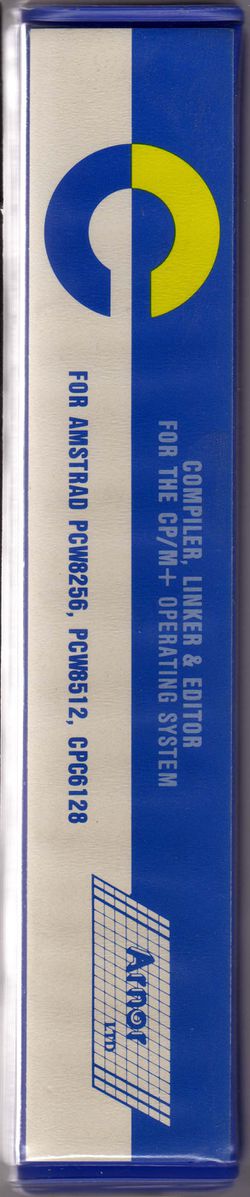 C
COMPILER, LINKER & EDITOR
FOR THE CP/M+ OPERATING SYSTEM
FOR AMSTRAD PCW8256, PCW8512, CPC6128
Arnor
LTD